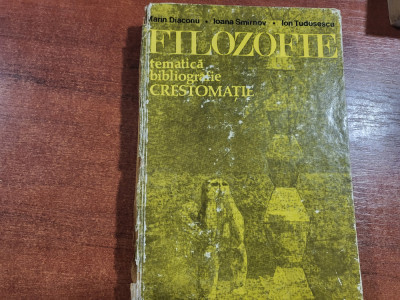 Marin Diaconu • Ioana Smirnov • Ion Tudusescu
FILOZOFIE
tematică
bibliografie
CRESTOMAȚIE